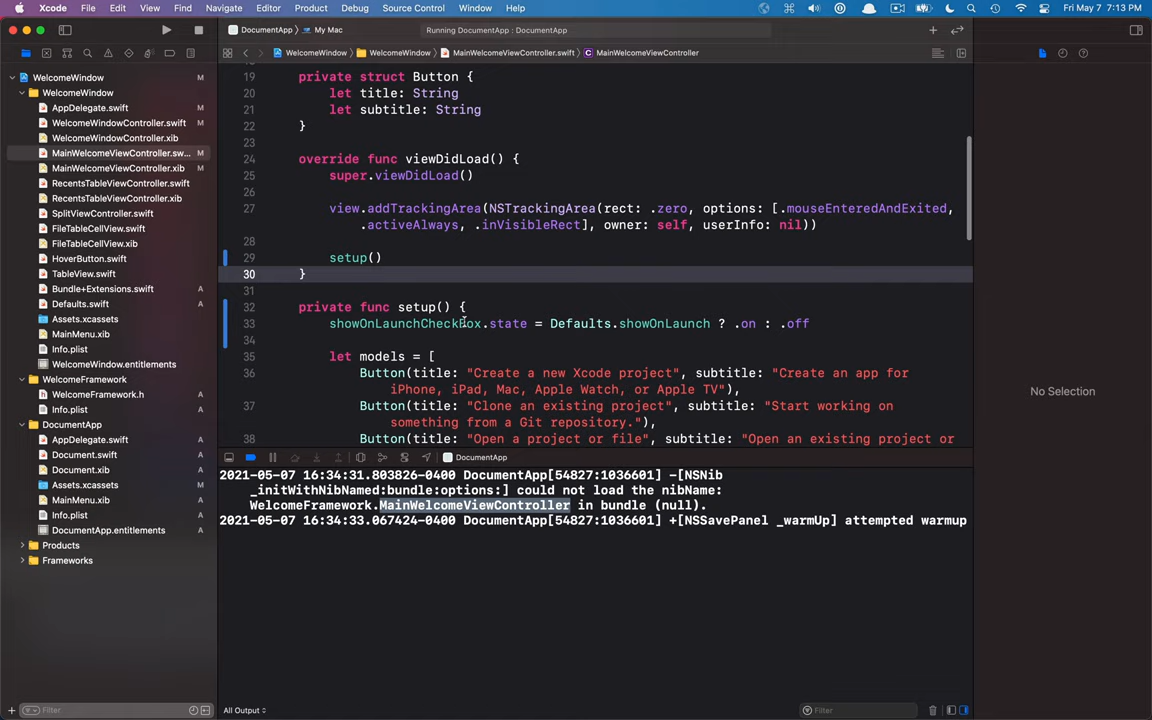 Xcode File Edit View Find Navigate Editor Product Debug Source Control Window Help Fri May 7 7:13 PM
DocumentApp My Mac Running DocumentApp : DocumentApp
WelcomeWindow WelcomeWindow MainWelcomeViewController.swift MainWelcomeViewController
WelcomeWindow M
WelcomeWindow
AppDelegate.swift M
WelcomeWindowController.swift M
WelcomeWindowController.xib M
MainWelcomeViewController.sw... M
MainWelcomeViewController.xib M
RecentsTableViewController.swift
RecentsTableViewController.xib
SplitViewController.swift
FileTableCellView.swift
FileTableCellView.xib
HoverButton.swift
TableView.swift
Bundle+Extensions.swift A
Defaults.swift A
Assets.xcassets
MainMenu.xib
Info.plist
WelcomeWindow.entitlements
WelcomeFramework
WelcomeFramework.h A
Info.plist A
DocumentApp
AppDelegate.swift A
Document.swift A
Document.xib A
Assets.xcassets A
MainMenu.xib A
Info.plist A
DocumentApp.entitlements A
Products
Frameworks
Filter
19 private struct Button {
20 let title: String
21 let subtitle: String
22 }
23
24 override func viewDidLoad() {
25 super.viewDidLoad()
26
27 view.addTrackingArea(NSTrackingArea(rect: .zero, options: [.mouseEnteredAndExited,
.activeAlways, .inVisibleRect], owner: self, userInfo: nil))
28
29 setup()
30 }
31
32 private func setup() {
33 showOnLaunchCheckBox.state = Defaults.showOnLaunch ? .on : .off
34
35 let models = [
36 Button(title: "Create a new Xcode project", subtitle: "Create an app for
iPhone, iPad, Mac, Apple Watch, or Apple TV"),
37 Button(title: "Clone an existing project", subtitle: "Start working on
something from a Git repository."),
38 Button(title: "Open a project or file", subtitle: "Open an existing project or
DocumentApp
2021-05-07 16:34:31.803826-0400 DocumentApp[54827:1036601] -[NSNib
_initWithNibNamed:bundle:options:] could not load the nibName:
WelcomeFramework.MainWelcomeViewController in bundle (null).
2021-05-07 16:34:33.067424-0400 DocumentApp[54827:1036601] +[NSSavePanel _warmUp] attempted warmup
All Output Filter
No Selection